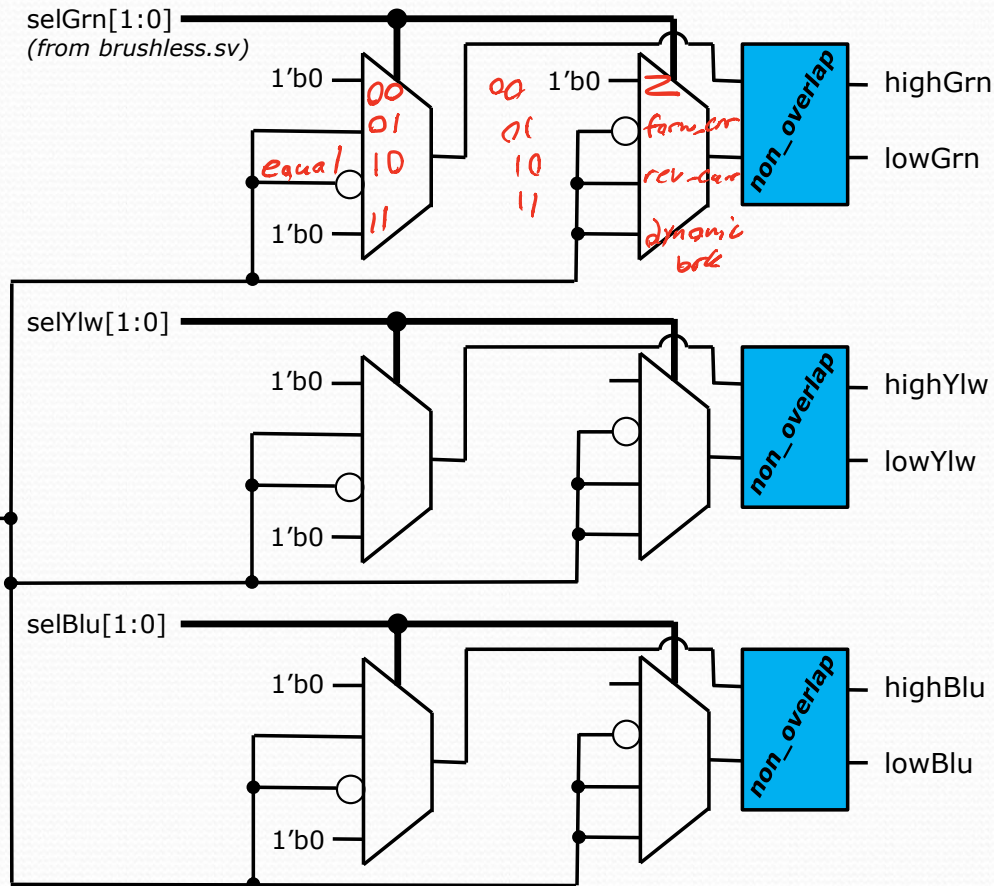 selGrn[1:0]
(from brushless.sv)
1'b0
00
00
1'b0
Z
01
01
equal
10
10
1'b0
11
11
dynamic
non_overlap
highGrn
lowGrn
selYlw[1:0]
1'b0
1'b0
non_overlap
highYlw
lowYlw
selBlu[1:0]
1'b0
1'b0
non_overlap
highBlu
lowBlu